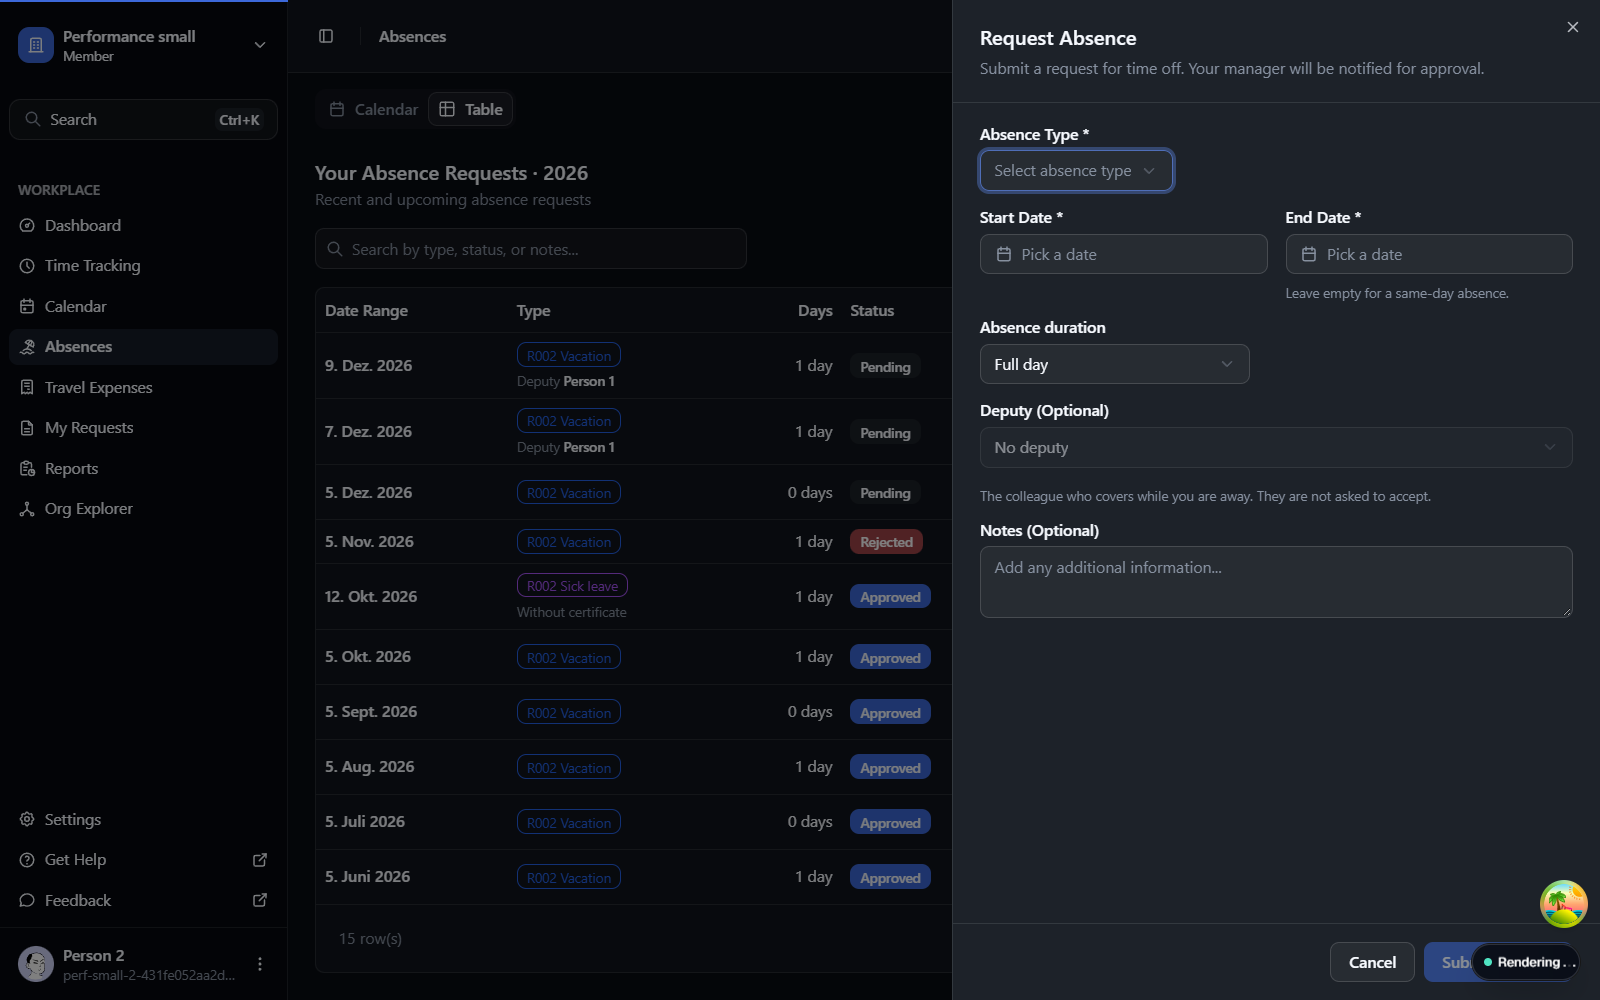 Performance small
Member
Search
Ctrl+K
WORKPLACE
Dashboard
Time Tracking
Calendar
Absences
Travel Expenses
My Requests
Reports
Org Explorer
Settings
Get Help
Feedback
Person 2
perf-small-2-431fe052aa2d...
Absences
Calendar
Table
Your Absence Requests · 2026
Recent and upcoming absence requests
Search by type, status, or notes...
Date Range Type Days Status
9. Dez. 2026 R002 Vacation 1 day Pending
Deputy Person 1
7. Dez. 2026 R002 Vacation 1 day Pending
Deputy Person 1
5. Dez. 2026 R002 Vacation 0 days Pending
5. Nov. 2026 R002 Vacation 1 day Rejected
12. Okt. 2026 R002 Sick leave 1 day Approved
Without certificate
5. Okt. 2026 R002 Vacation 1 day Approved
5. Sept. 2026 R002 Vacation 0 days Approved
5. Aug. 2026 R002 Vacation 1 day Approved
5. Juli 2026 R002 Vacation 0 days Approved
5. Juni 2026 R002 Vacation 1 day Approved
15 row(s)
Request Absence
Submit a request for time off. Your manager will be notified for approval.
Absence Type *
Select absence type
Start Date * End Date *
Pick a date Pick a date
Leave empty for a same-day absence.
Absence duration
Full day
Deputy (Optional)
No deputy
The colleague who covers while you are away. They are not asked to accept.
Notes (Optional)
Add any additional information...
Cancel
Rendering...